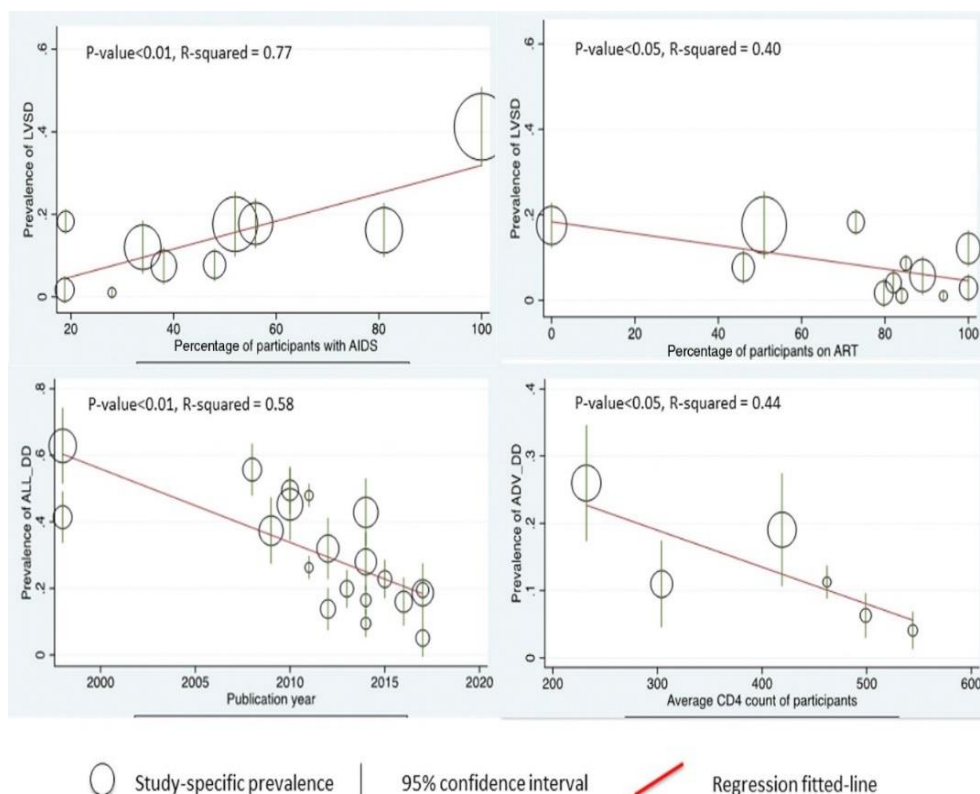 P-value<0.01, R-squared = 0.77
Prevalence of LVSD
.6
.4
.2
0
20 40 60 80 100
Percentage of participants with AIDS
P-value<0.05, R-squared = 0.40
Prevalence of LVSD
.6
.4
.2
0
0 20 40 60 80 100
Percentage of participants on ART
P-value<0.01, R-squared = 0.58
Prevalence of ALL_DD
.8
.6
.4
.2
0
2000 2005 2010 2015 2020
Publication year
P-value<0.05, R-squared = 0.44
Prevalence of ADV_DD
.4
.3
.2
.1
0
200 300 400 500 600
Average CD4 count of participants
Study-specific prevalence 95% confidence interval Regression fitted-line